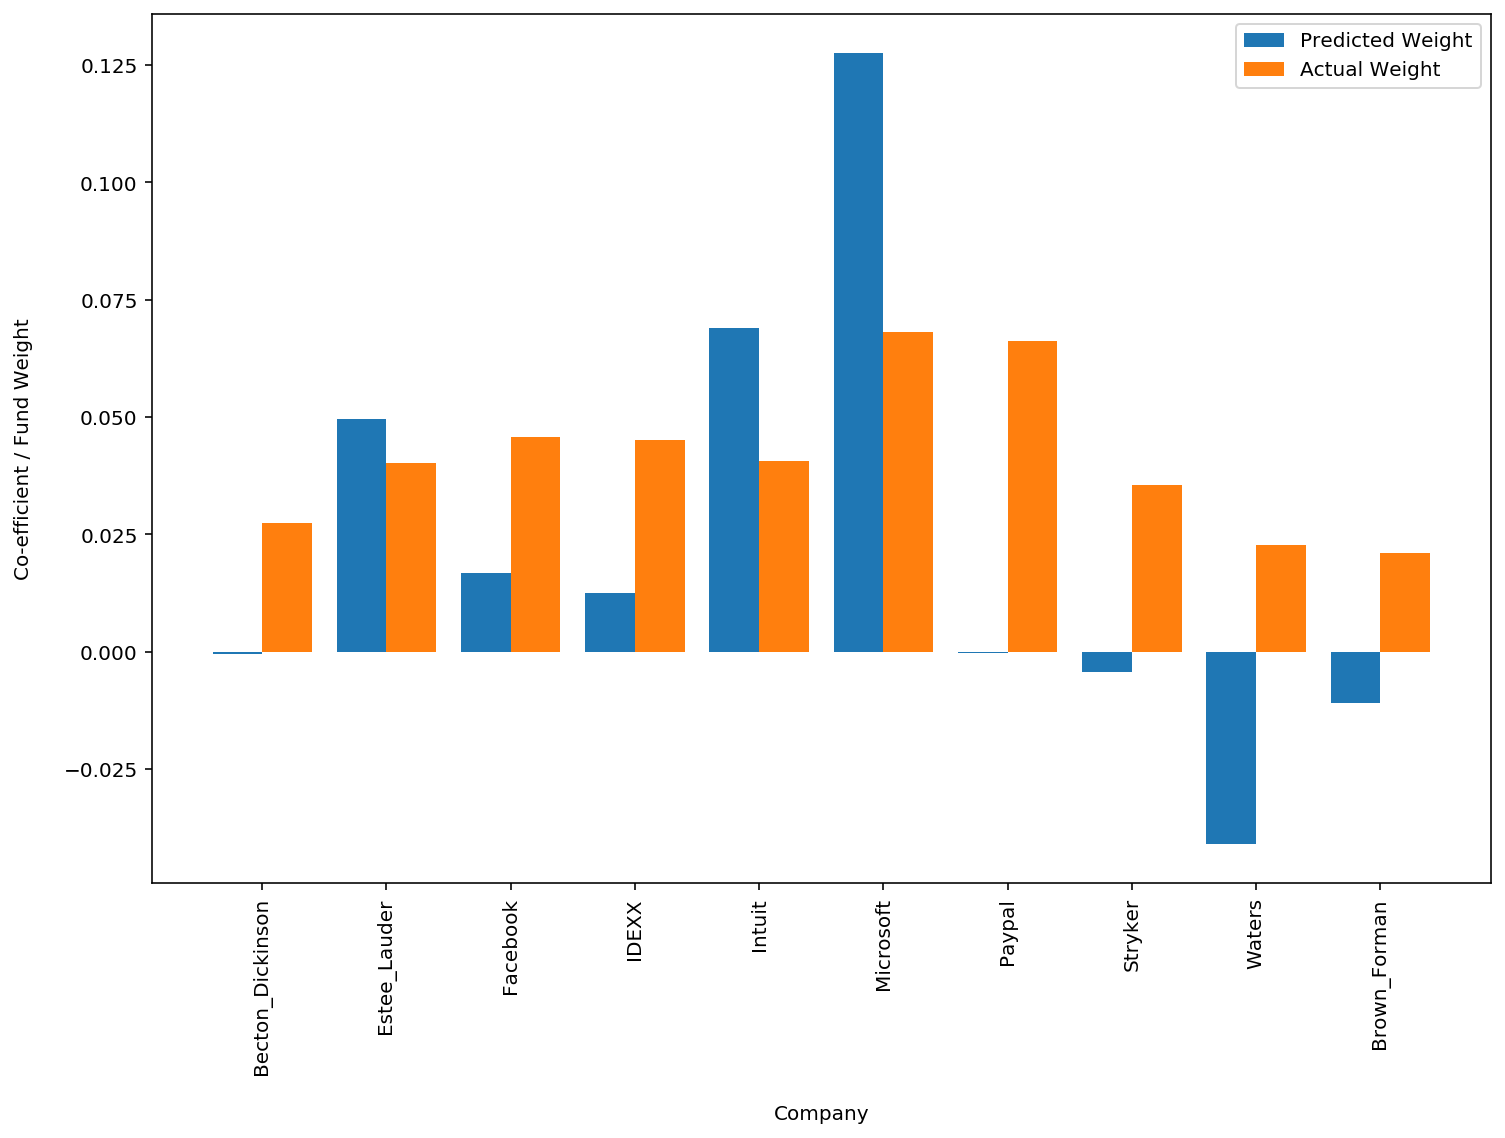 Predicted Weight
Actual Weight
0.125
0.100
0.075
0.050
0.025
0.000
−0.025
Co-efficient / Fund Weight
Becton_Dickinson
Estee_Lauder
Facebook
IDEXX
Intuit
Microsoft
Paypal
Stryker
Waters
Brown_Forman
Company